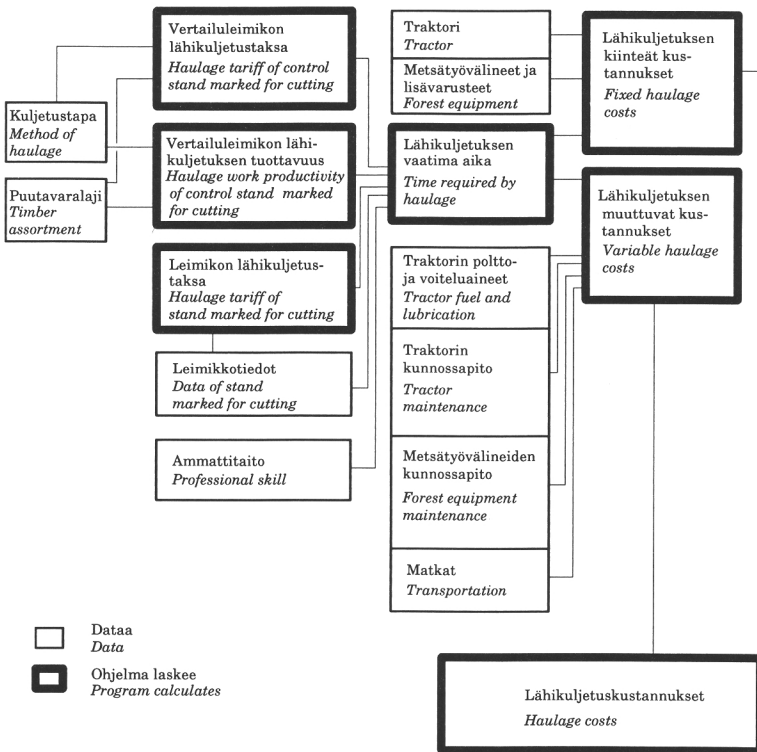 Kuljetustapa
Method of
haulage
Puutavaralaji
Timber
assortment
Vertailuleimikon
lähikuljetustaksa
Haulage tariff of control
stand marked for cutting
Vertailuleimikon lähi-
kuljetuksen tuottavuus
Haulage work productivity
of control stand marked
for cutting
Leimikon lähikuljetus-
taksa
Haulage tariff of
stand marked for cutting
Leimikkotiedot
Data of stand
marked for cutting
Ammattitaito
Professional skill
Traktori
Tractor
Metsätyövälineet ja
lisävarusteet
Forest equipment
Lähikuljetuksen
vaatima aika
Time required by
haulage
Traktorin poltto-
ja voiteluaineet
Tractor fuel and
lubrication
Traktorin
kunnossapito
Tractor
maintenance
Metsätyövälineiden
kunnossapito
Forest equipment
maintenance
Matkat
Transportation
Lähikuljetuksen
kiinteät kus-
tannukset
Fixed haulage
costs
Lähikuljetuksen
muuttuvat kus-
tannukset
Variable haulage
costs
Dataa
Data
Ohjelma laskee
Program calculates
Lähikuljetuskustannukset
Haulage costs